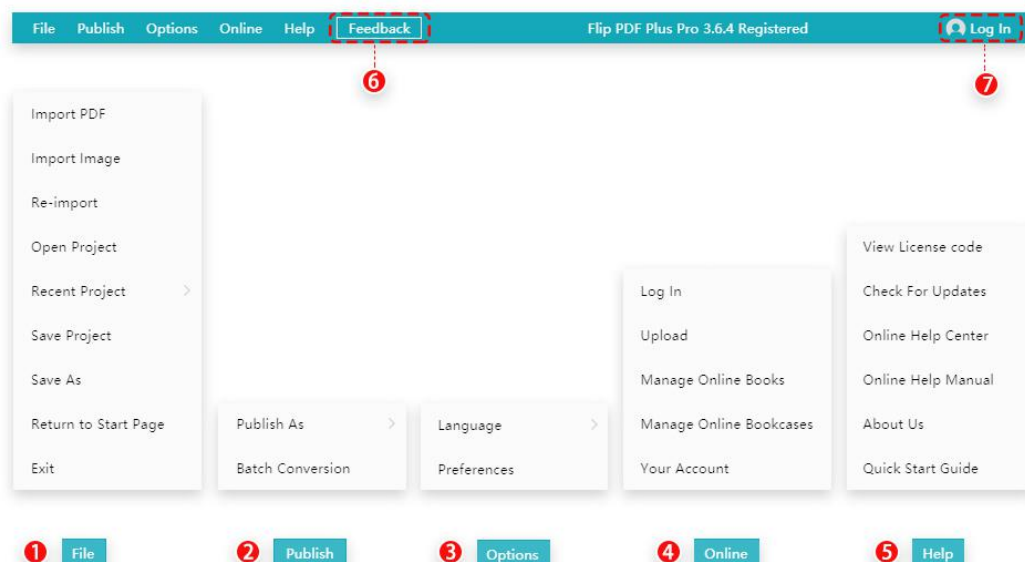 File Publish Options Online Help Feedback Flip PDF Plus Pro 3.6.4 Registered Log In
6
7
Import PDF
Import Image
Re-import
Open Project
Recent Project
Save Project
Save As
Return to Start Page
Exit
Publish As
Batch Conversion
Language
Preferences
Log In
Upload
Manage Online Books
Manage Online Bookcases
Your Account
View License code
Check For Updates
Online Help Center
Online Help Manual
About Us
Quick Start Guide
1 File
2 Publish
3 Options
4 Online
5 Help